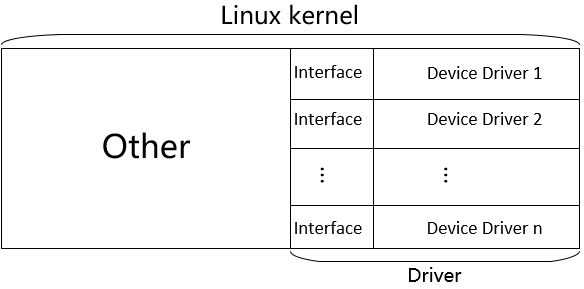 Linux kernel
Other
Interface
Device Driver 1
Interface
Device Driver 2
⋮
⋮
Interface
Device Driver n
Driver